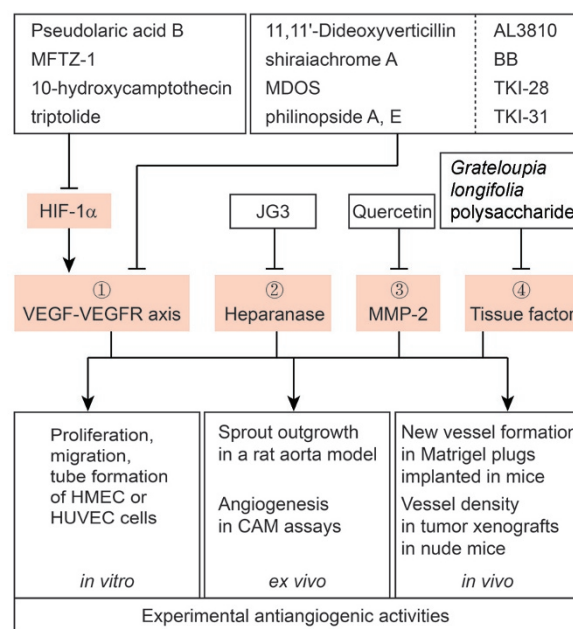 Pseudolaric acid B
MFTZ-1
10-hydroxycamptothecin
triptolide
11,11'-Dideoxyverticillin
shiraiachrome A
MDOS
philinopside A, E
AL3810
BB
TKI-28
TKI-31
HIF-1α
JG3
Quercetin
Grateloupia
longifolia
polysaccharide
①
VEGF-VEGFR axis
②
Heparanase
③
MMP-2
④
Tissue factor
Proliferation,
migration,
tube formation
of HMEC or
HUVEC cells
in vitro
Sprout outgrowth
in a rat aorta model
Angiogenesis
in CAM assays
ex vivo
New vessel formation
in Matrigel plugs
implanted in mice
Vessel density
in tumor xenografts
in nude mice
in vivo
Experimental antiangiogenic activities